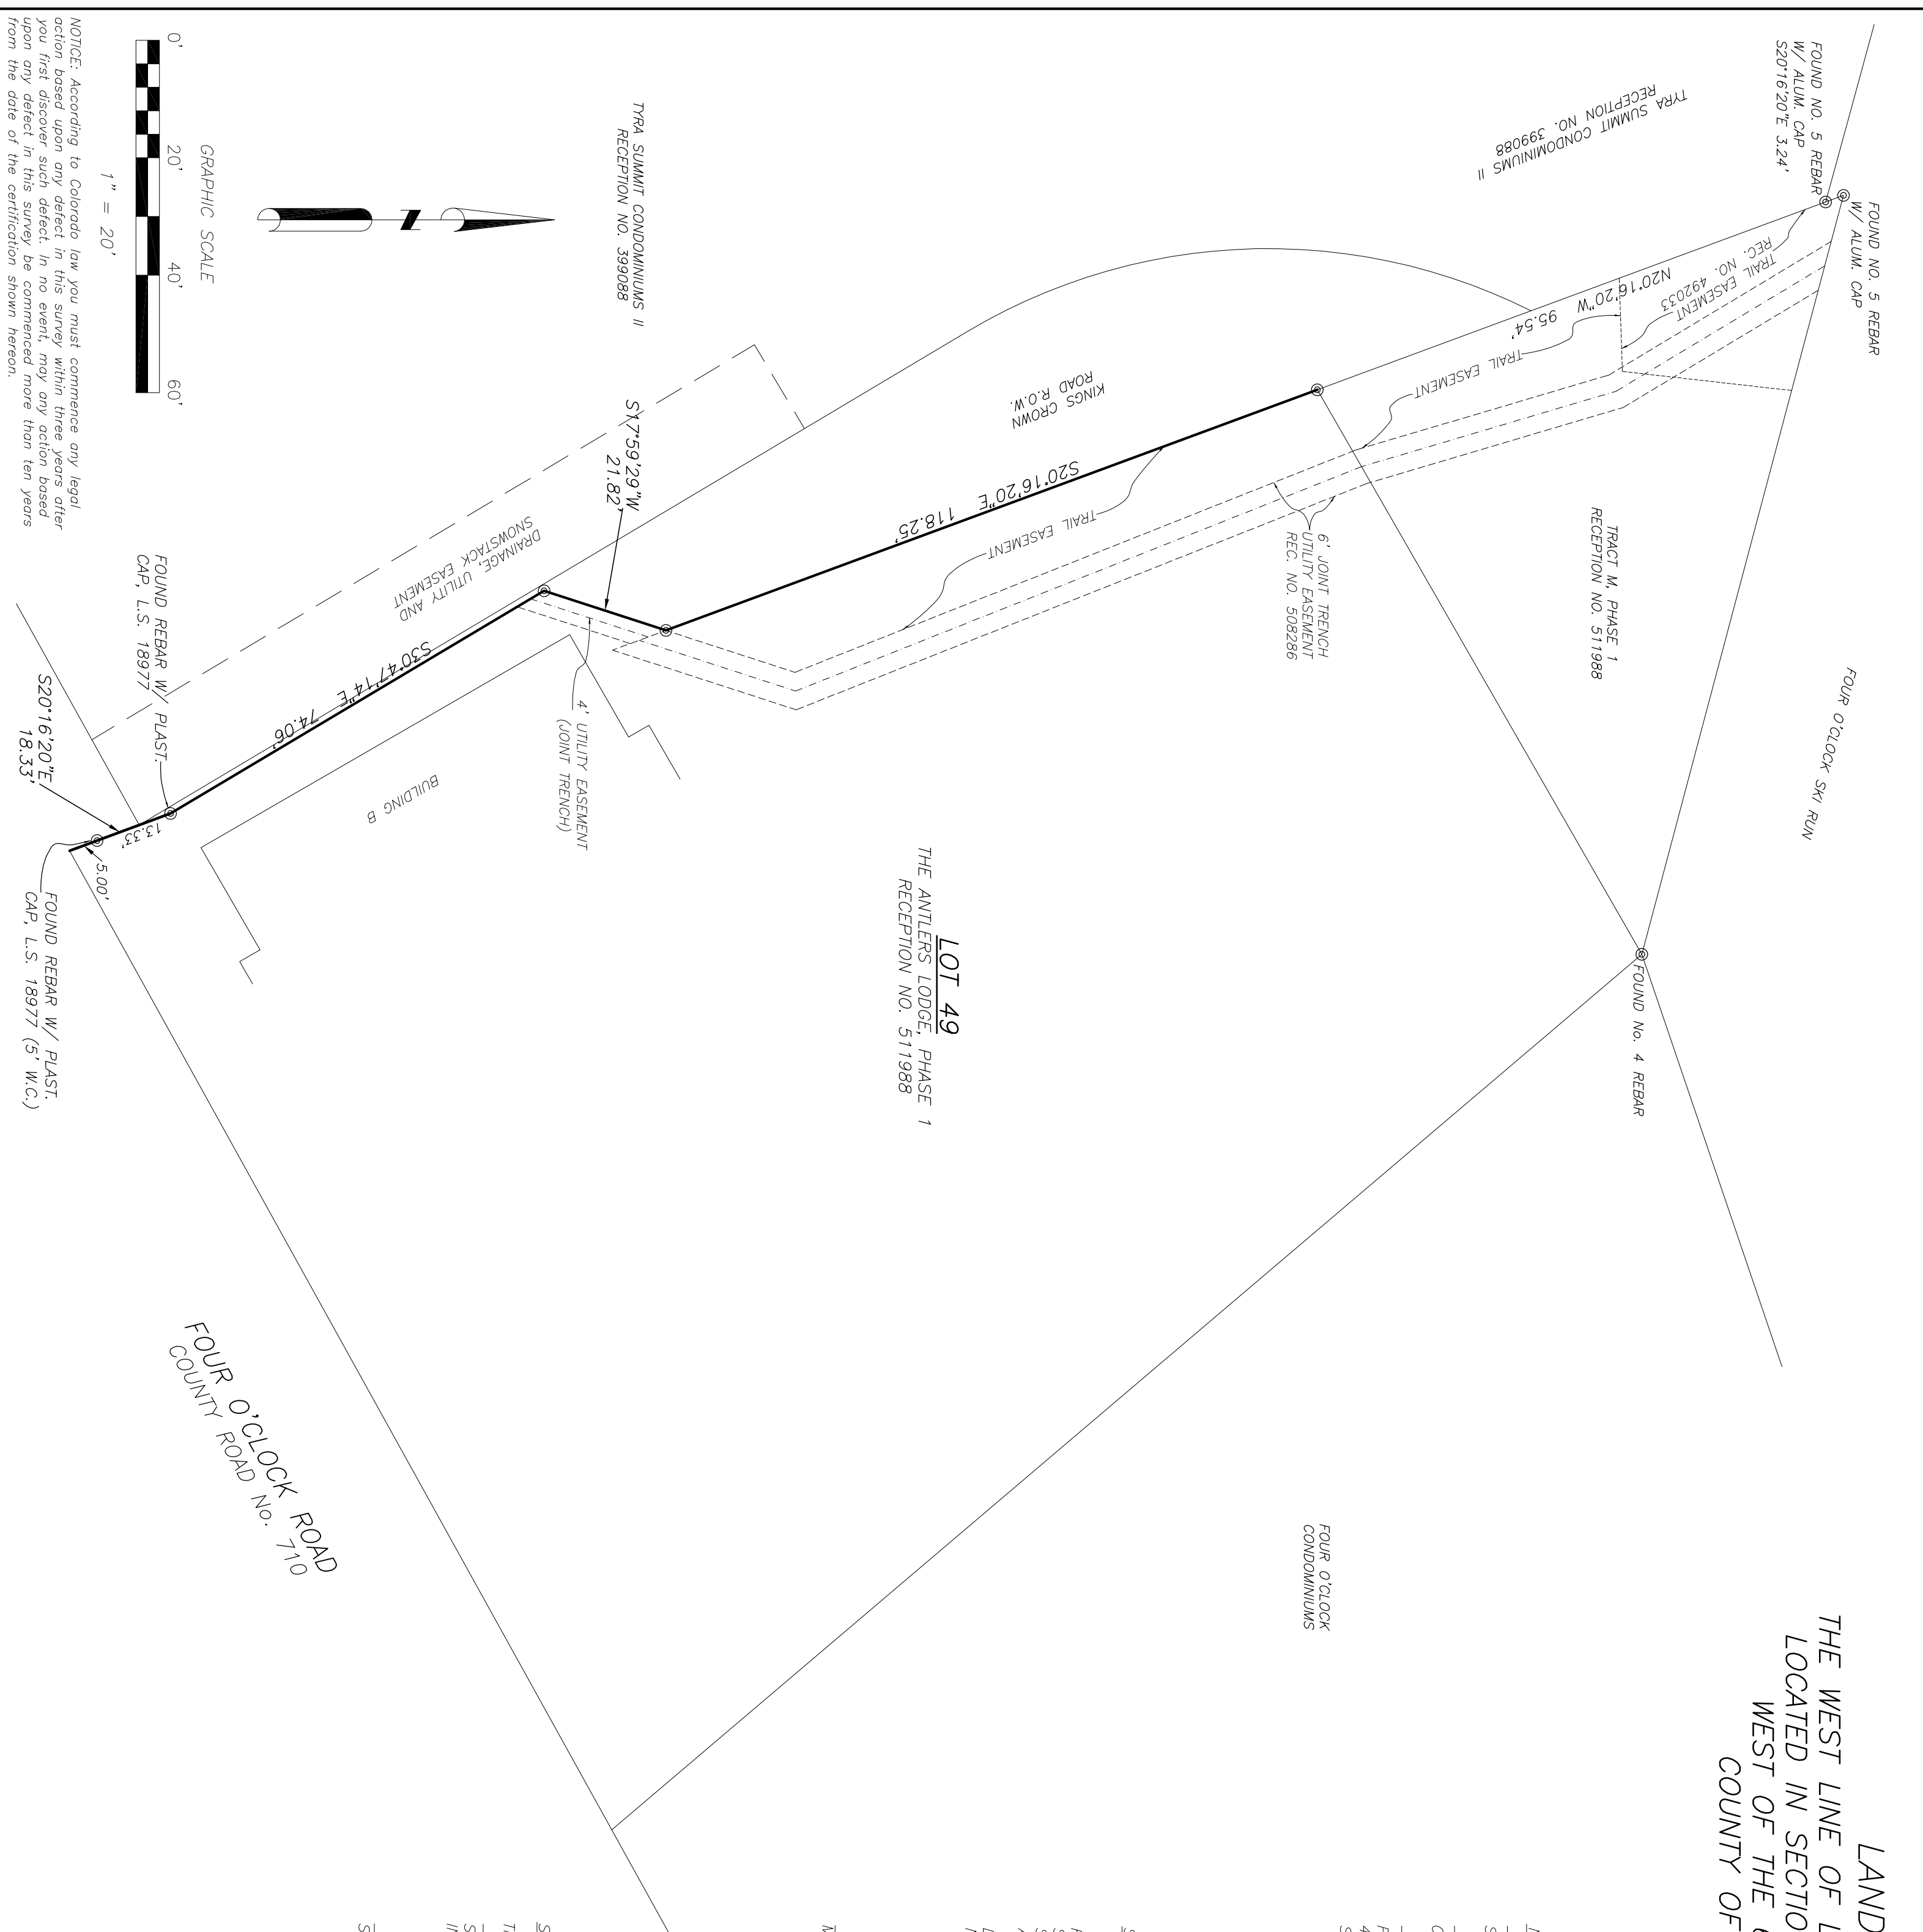 LAND
THE WEST LINE OF L
LOCATED IN SECTIO
WEST OF THE 6
COUNTY OF
FOUND NO. 5 REBAR
W/ ALUM. CAP
FOUND NO. 5 REBAR
W/ ALUM. CAP
S20°16'20"E 3.24'
FOUR O'CLOCK SKI RUN
TYRA SUMMIT CONDOMINIUMS II
RECEPTION NO. 399088
TRAIL EASEMENT
REC. NO. 492033
N20°16'20"W 95.54'
TRAIL EASEMENT
FOUND No. 4 REBAR
TRACT M, PHASE 1
RECEPTION NO. 511988
6' JOINT TRENCH
UTILITY EASEMENT
REC. NO. 508286
FOUR O'CLOCK
CONDOMINIUMS
KINGS CROWN
ROAD R.O.W.
S20°16'20"E 118.25'
TRAIL EASEMENT
LOT 49
THE ANTLERS LODGE, PHASE 1
RECEPTION NO. 511988
TYRA SUMMIT CONDOMINIUMS II
RECEPTION NO. 399088
S17°59'29"W
21.82'
4' UTILITY EASEMENT
(JOINT TRENCH)
DRAINAGE, UTILITY AND
SNOWSTACK EASEMENT
S30°47'14"E 74.06'
BUILDING B
FOUR O'CLOCK ROAD
COUNTY ROAD No. 710
FOUND REBAR W/ PLAST.
CAP, L.S. 18977
S20°16'20"E
18.33'
13.33'
5.00'
FOUND REBAR W/ PLAST.
CAP, L.S. 18977 (5' W.C.)
N
GRAPHIC SCALE
0' 20' 40' 60'
1" = 20'
NOTICE: According to Colorado law you must commence any legal
action based upon any defect in this survey within three years after
you first discover such defect. In no event, may any action based
upon any defect in this survey be commenced more than ten years
from the date of the certification shown hereon.